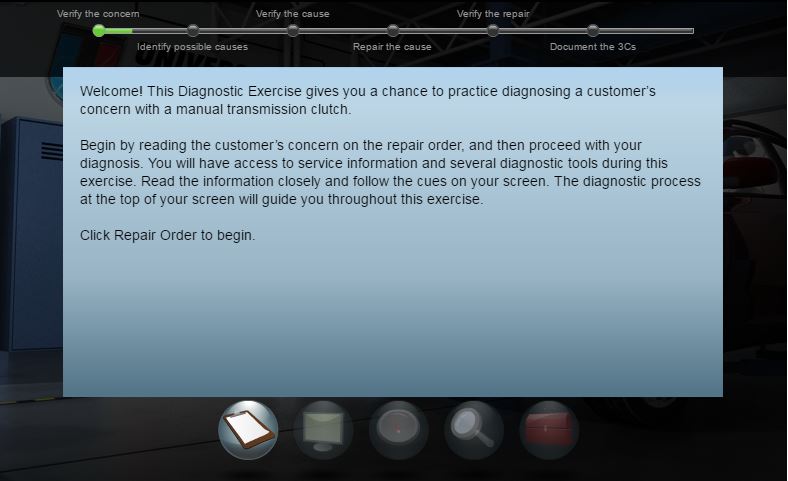 Verify the concern
Verify the cause
Verify the repair
Identify possible causes
Repair the cause
Document the 3Cs
Welcome! This Diagnostic Exercise gives you a chance to practice diagnosing a customer's
concern with a manual transmission clutch.
Begin by reading the customer's concern on the repair order, and then proceed with your
diagnosis. You will have access to service information and several diagnostic tools during this
exercise. Read the information closely and follow the cues on your screen. The diagnostic process
at the top of your screen will guide you throughout this exercise.
Click Repair Order to begin.